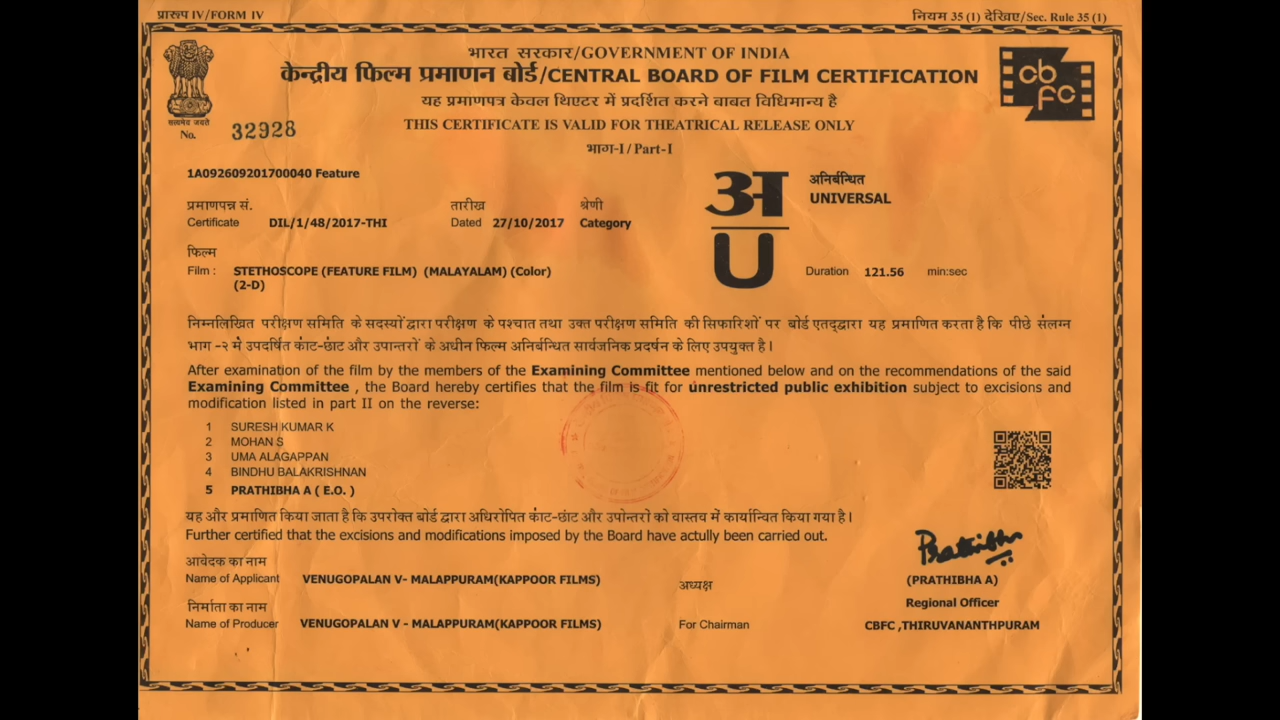 प्रारूप IV/FORM IV
नियम 35 (1) देखिए/Sec. Rule 35 (1)
भारत सरकार/GOVERNMENT OF INDIA
केन्द्रीय फिल्म प्रमाणन बोर्ड/CENTRAL BOARD OF FILM CERTIFICATION
cb
fc
यह प्रमाणपत्र केवल थिएटर में प्रदर्शित करने बाबत विधिमान्य है
सत्यमेव जयते
THIS CERTIFICATE IS VALID FOR THEATRICAL RELEASE ONLY
No. 32928
भाग-I / Part-I
1A092609201700040 Feature
अ
U
अनिर्बन्धित
UNIVERSAL
प्रमाणपत्र सं. तारीख श्रेणी
Certificate DIL/1/48/2017-THI Dated 27/10/2017 Category
फिल्म
Film : STETHOSCOPE (FEATURE FILM) (MALAYALAM) (Color)
(2-D)
Duration 121.56 min:sec
निम्नलिखित परीक्षण समिति के सदस्यों द्वारा परीक्षण के पश्चात तथा उक्त परीक्षण समिति की सिफारिशों पर बोर्ड एतद्द्वारा यह प्रमाणित करता है कि पीछे संलग्न
भाग -२ में उपदर्षित कांट-छांट और उपान्तरों के अधीन फिल्म अनिर्बन्धित सार्वजनिक प्रदर्षन के लिए उपयुक्त है।
After examination of the film by the members of the Examining Committee mentioned below and on the recommendations of the said
Examining Committee , the Board hereby certifies that the film is fit for unrestricted public exhibition subject to excisions and
modification listed in part II on the reverse:
1 SURESH KUMAR K
2 MOHAN S
3 UMA ALAGAPPAN
4 BINDHU BALAKRISHNAN
5 PRATHIBHA A ( E.O. )
यह और प्रमाणित किया जाता है कि उपरोक्त बोर्ड द्वारा अधिरोपित कांट-छांट और उपांन्तरों को वास्तव में कार्यान्वित किया गया है।
Further certified that the excisions and modifications imposed by the Board have actully been carried out.
Prathibha
आवेदक का नाम
Name of Applicant VENUGOPALAN V- MALAPPURAM(KAPPOOR FILMS)
अध्यक्ष
(PRATHIBHA A)
Regional Officer
निर्माता का नाम
Name of Producer VENUGOPALAN V - MALAPPURAM(KAPPOOR FILMS)
For Chairman
CBFC ,THIRUVANANTHPURAM